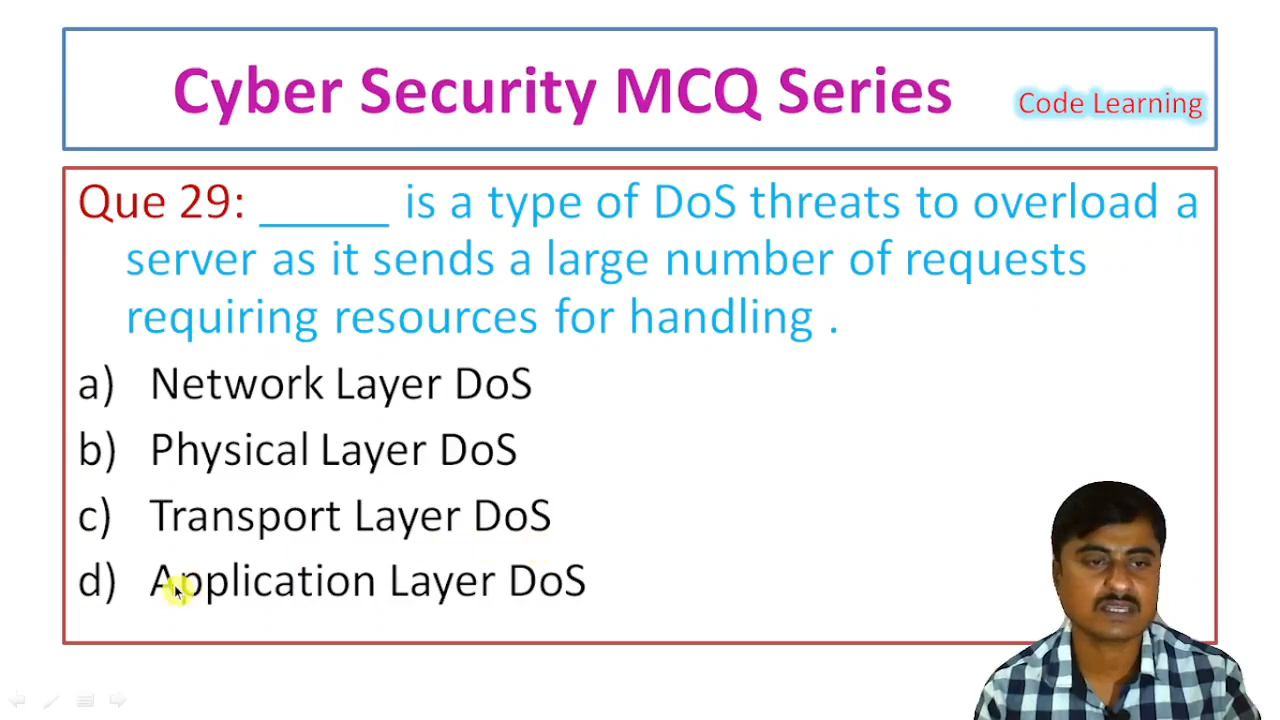 Cyber Security MCQ Series
Code Learning
Que 29: _____ is a type of DoS threats to overload a
server as it sends a large number of requests
requiring resources for handling .
a) Network Layer DoS
b) Physical Layer DoS
c) Transport Layer DoS
d) Application Layer DoS